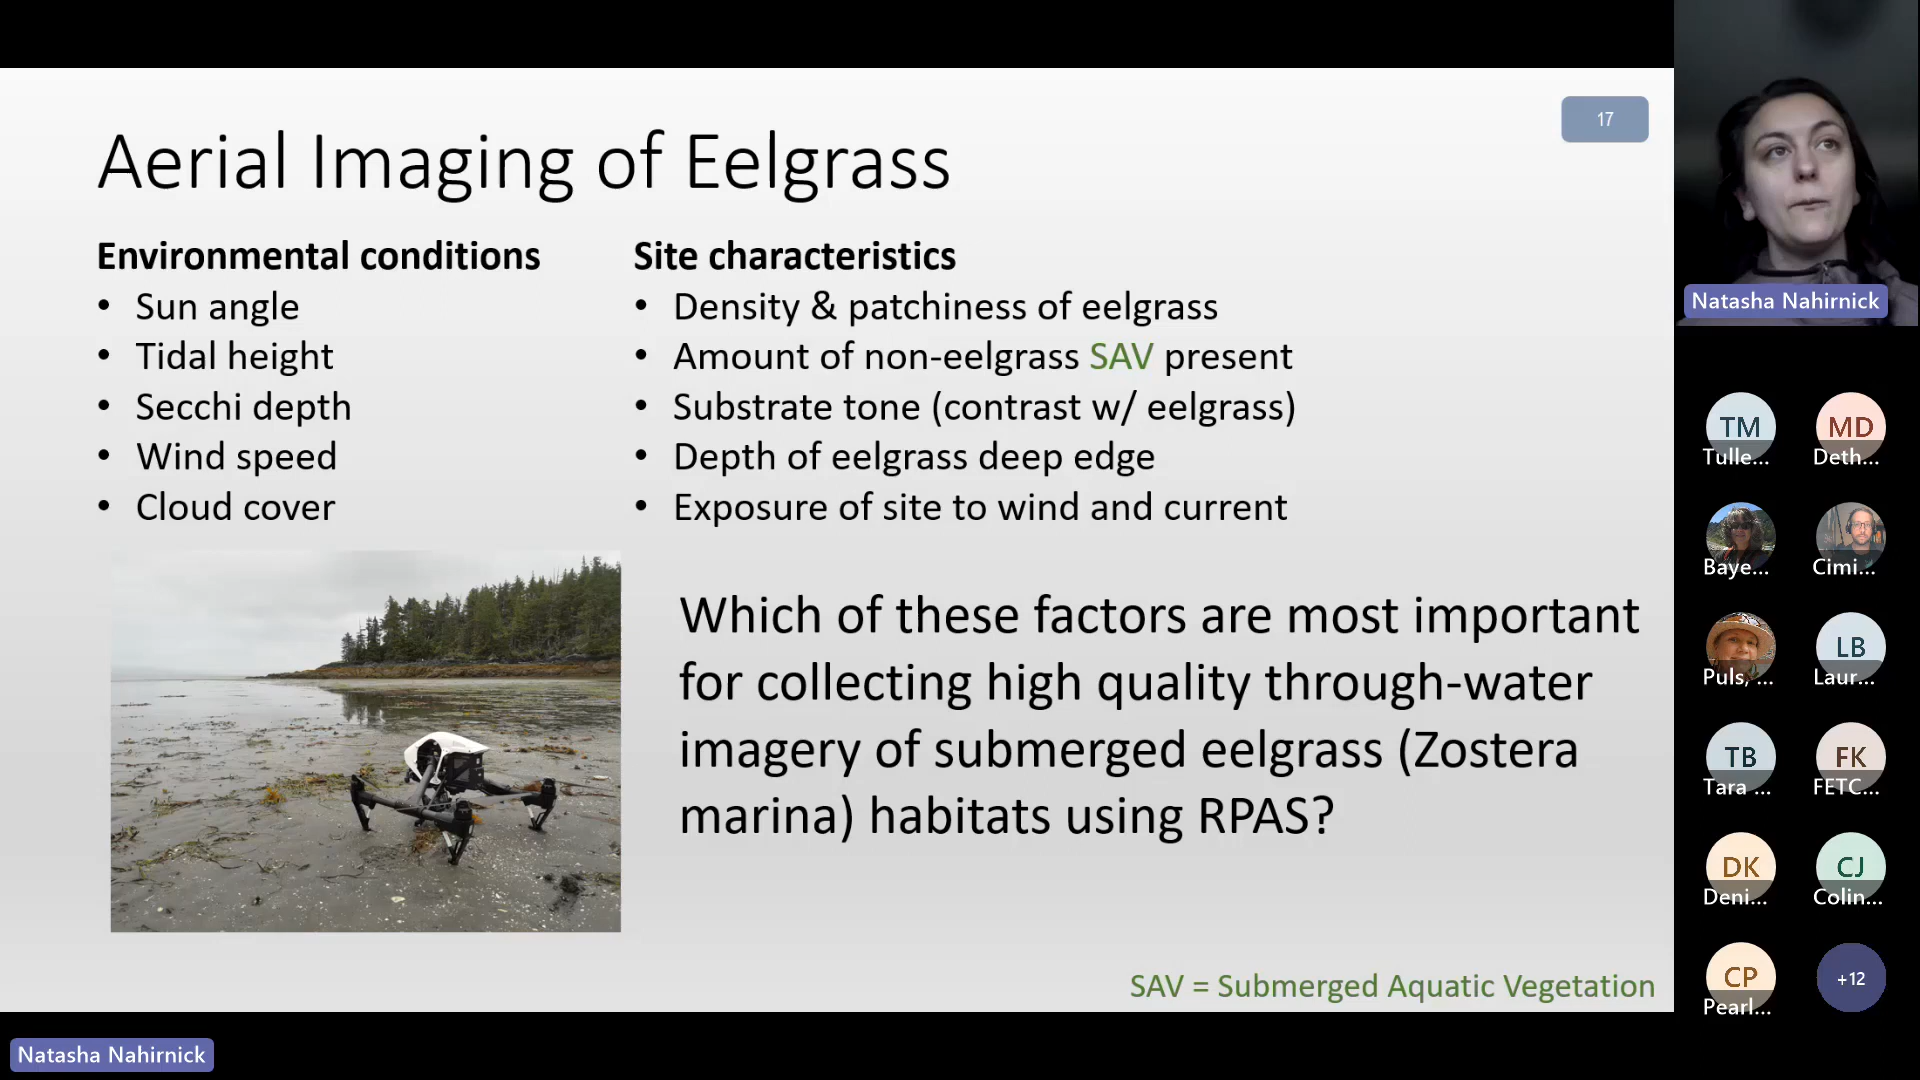 17
Aerial Imaging of Eelgrass
Environmental conditions
• Sun angle
• Tidal height
• Secchi depth
• Wind speed
• Cloud cover
Site characteristics
• Density & patchiness of eelgrass
• Amount of non-eelgrass SAV present
• Substrate tone (contrast w/ eelgrass)
• Depth of eelgrass deep edge
• Exposure of site to wind and current
Which of these factors are most important
for collecting high quality through-water
imagery of submerged eelgrass (Zostera
marina) habitats using RPAS?
SAV = Submerged Aquatic Vegetation
Natasha Nahirnick
Natasha Nahirnick
TM
Tulle...
MD
Deth...
Baye...
Cimi...
Puls, ...
LB
Laur...
TB
Tara ...
FK
FETC...
DK
Deni...
CJ
Colin...
CP
Pearl...
+12